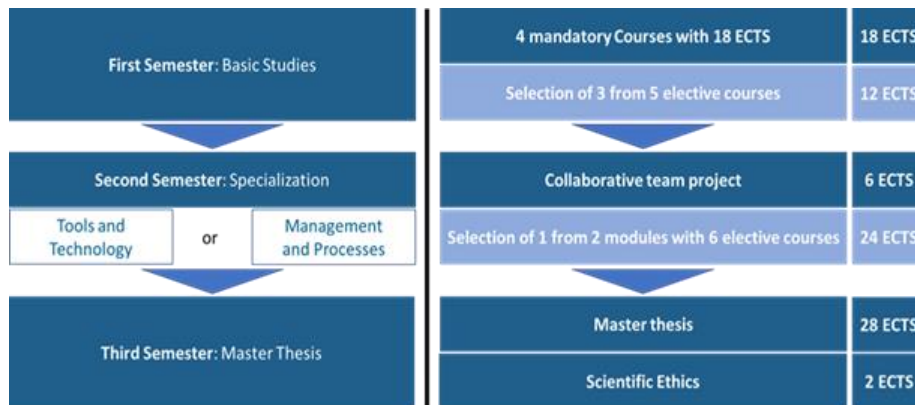 First Semester: Basic Studies
4 mandatory Courses with 18 ECTS
18 ECTS
Selection of 3 from 5 elective courses
12 ECTS
Second Semester: Specialization
Tools and
Technology
or
Management
and Processes
Collaborative team project
6 ECTS
Selection of 1 from 2 modules with 6 elective courses
24 ECTS
Third Semester: Master Thesis
Master thesis
28 ECTS
Scientific Ethics
2 ECTS